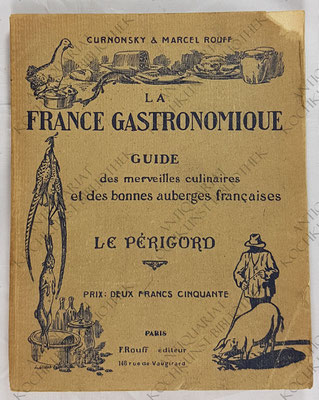 CURNONSKY & MARCEL ROUFF
LA
FRANCE GASTRONOMIQUE
GUIDE
des merveilles culinaires
et des bonnes auberges françaises
LE PÉRIGORD
PRIX: DEUX FRANCS CINQUANTE
PARIS
F. Rouff editeur
148 rue de Vaugirard